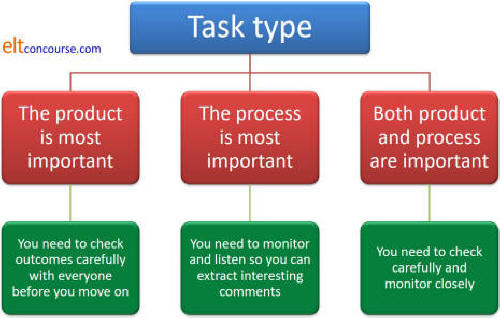 Task type
eltconcourse.com
The product
is most
important
The process
is most
important
Both product
and process
are important
You need to check
outcomes carefully
with everyone
before you move on
You need to monitor
and listen so you can
extract interesting
comments
You need to check
carefully and
monitor closely